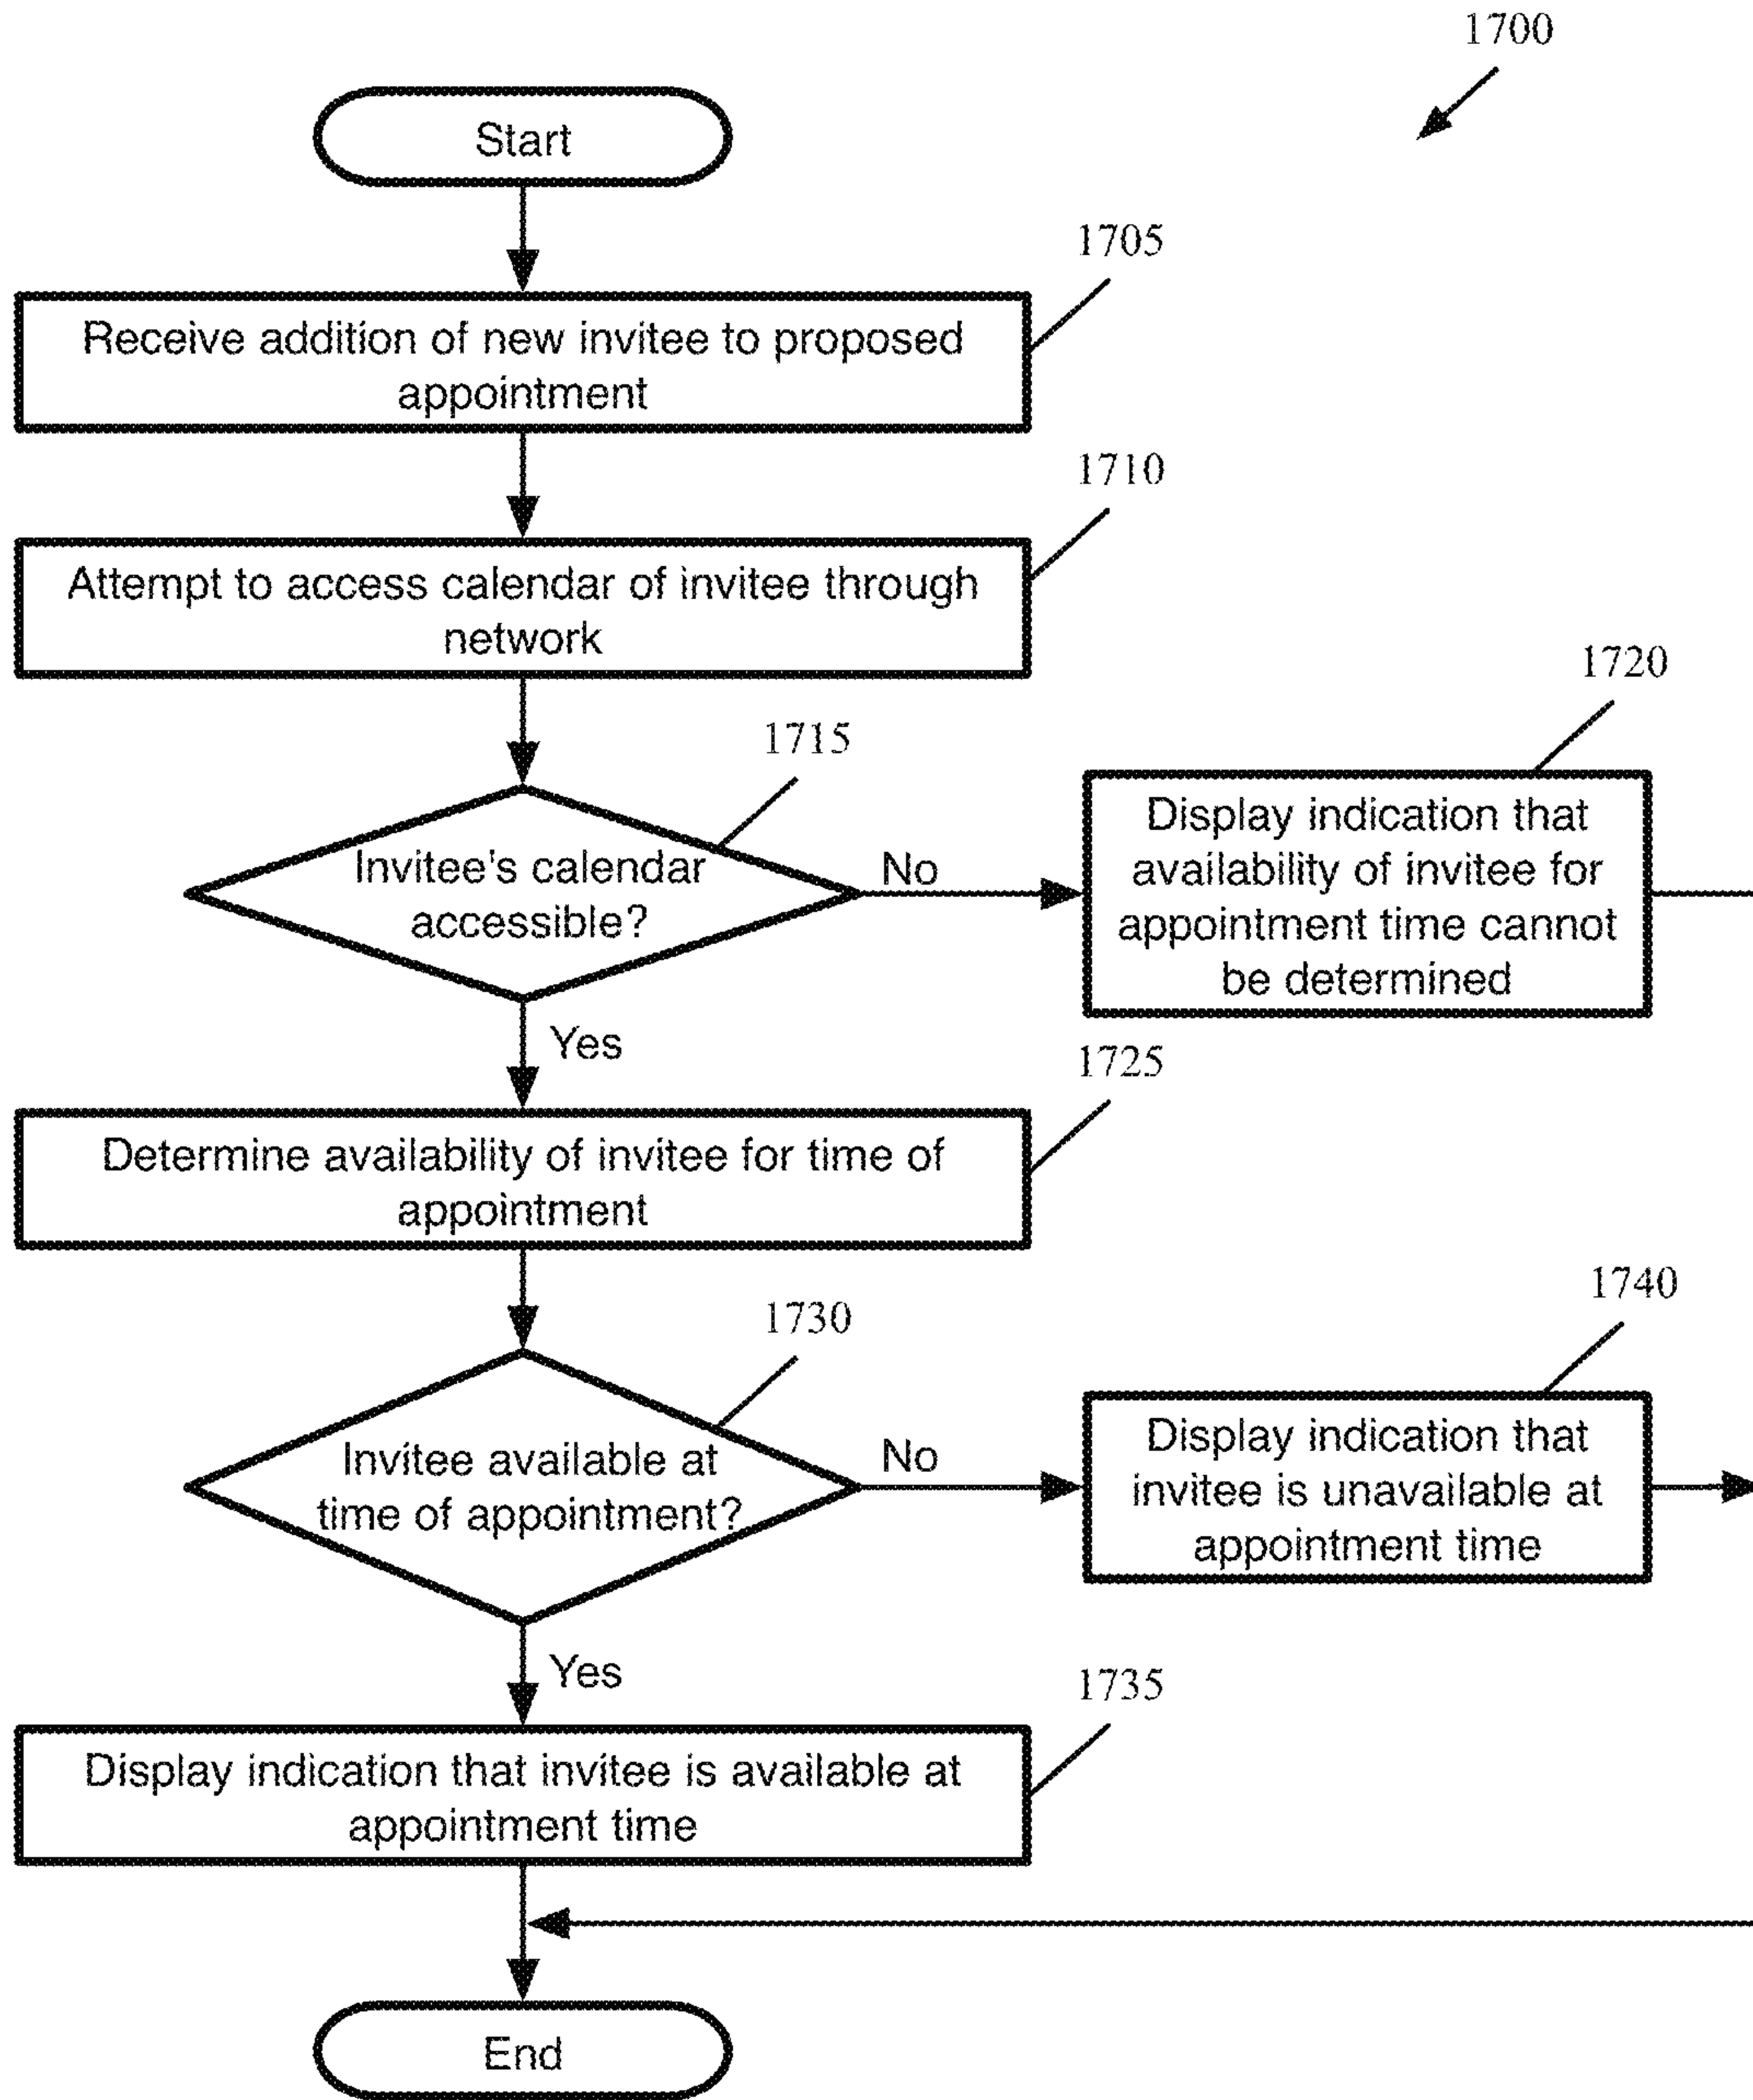 1700
Start
1705
Receive addition of new invitee to proposed
appointment
1710
Attempt to access calendar of invitee through
network
1715
Invitee's calendar
accessible?
No
1720
Display indication that
availability of invitee for
appointment time cannot
be determined
Yes
1725
Determine availability of invitee for time of
appointment
1730
Invitee available at
time of appointment?
No
1740
Display indication that
invitee is unavailable at
appointment time
Yes
1735
Display indication that invitee is available at
appointment time
End